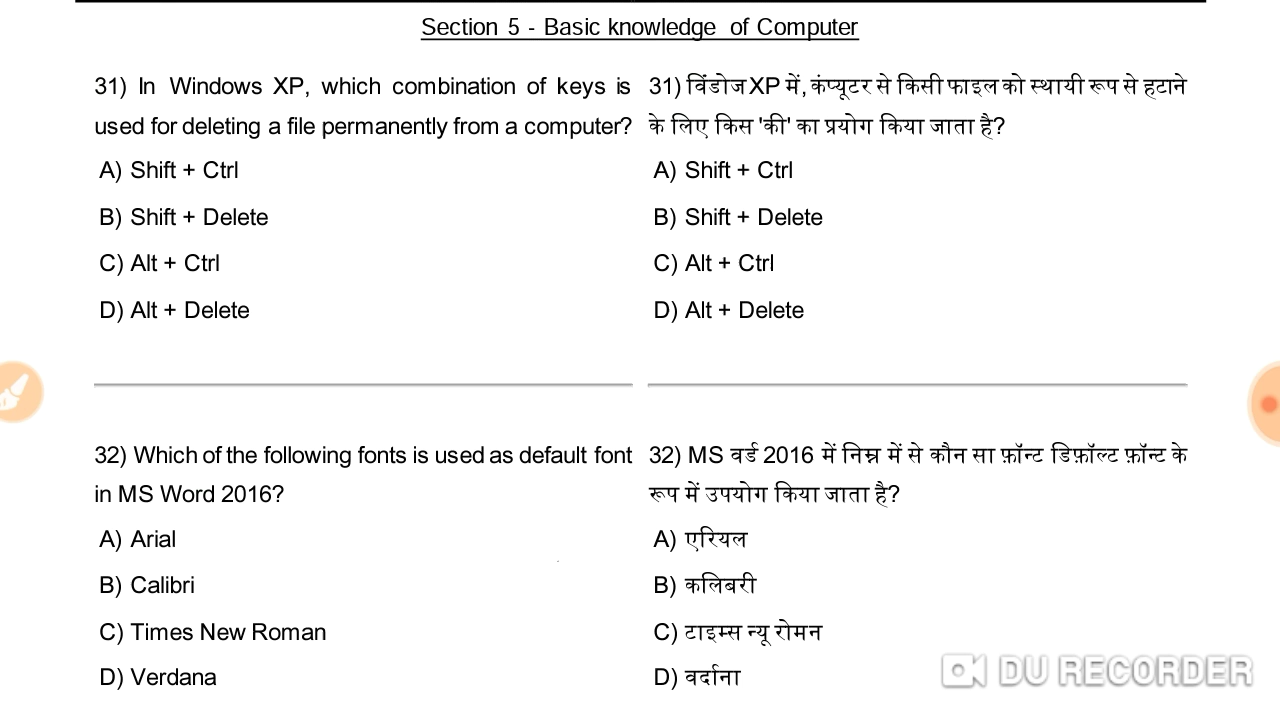 Section 5 - Basic knowledge of Computer
31) In Windows XP, which combination of keys is
used for deleting a file permanently from a computer?
A) Shift + Ctrl
B) Shift + Delete
C) Alt + Ctrl
D) Alt + Delete
31) विंडोज XP में, कंप्यूटर से किसी फाइल को स्थायी रूप से हटाने
के लिए किस 'की' का प्रयोग किया जाता है?
A) Shift + Ctrl
B) Shift + Delete
C) Alt + Ctrl
D) Alt + Delete
32) Which of the following fonts is used as default font
in MS Word 2016?
A) Arial
B) Calibri
C) Times New Roman
D) Verdana
32) MS वर्ड 2016 में निम्न में से कौन सा फ़ॉन्ट डिफ़ॉल्ट फ़ॉन्ट के
रूप में उपयोग किया जाता है?
A) एरियल
B) कलिबरी
C) टाइम्स न्यू रोमन
D) वर्दाना
DU RECORDER